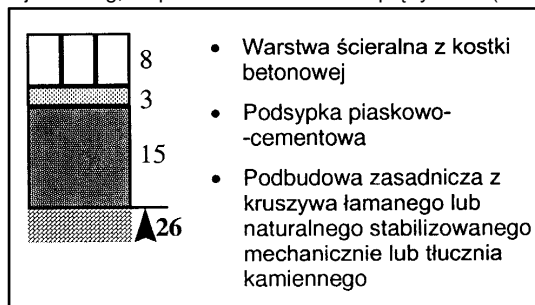 8
3
15
26
• Warstwa ścieralna z kostki
betonowej
• Podsypka piaskowo-
-cementowa
• Podbudowa zasadnicza z
kruszywa łamanego lub
naturalnego stabilizowanego
mechanicznie lub tłucznia
kamiennego